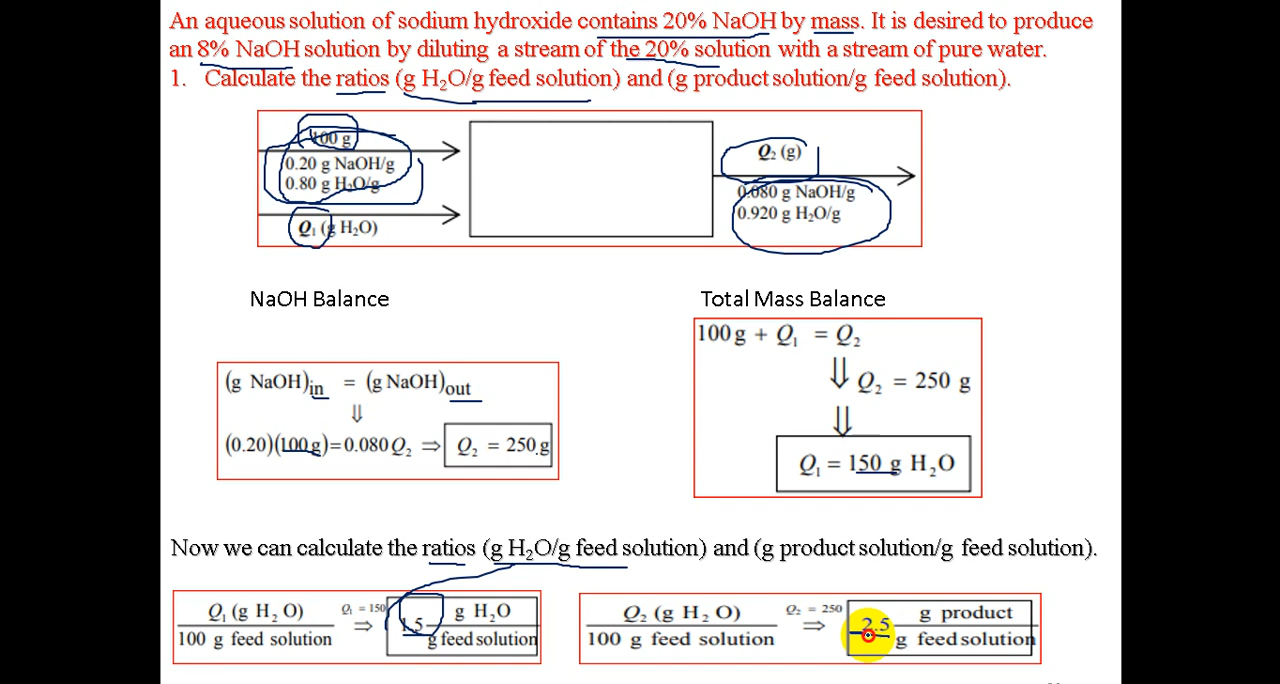 An aqueous solution of sodium hydroxide contains 20% NaOH by mass. It is desired to produce
an 8% NaOH solution by diluting a stream of the 20% solution with a stream of pure water.
1. Calculate the ratios (g H₂O/g feed solution) and (g product solution/g feed solution).
100 g
0.20 g NaOH/g
0.80 g H₂O/g
Q₁ (g H₂O)
Q₂ (g)
0.080 g NaOH/g
0.920 g H₂O/g
NaOH Balance
(g NaOH)in = (g NaOH)out
⇓
(0.20)(100 g)=0.080Q₂ ⇒ Q₂ = 250 g
Total Mass Balance
100 g + Q₁ = Q₂
⇓ Q₂ = 250 g
⇓
Q₁ = 150 g H₂O
Now we can calculate the ratios (g H₂O/g feed solution) and (g product solution/g feed solution).
Q₁ (g H₂O)
100 g feed solution
Q₁ = 150
⇒
1.5 g H₂O
g feed solution
Q₂ (g H₂O)
100 g feed solution
Q₂ = 250
⇒
2.5 g product
g feed solution